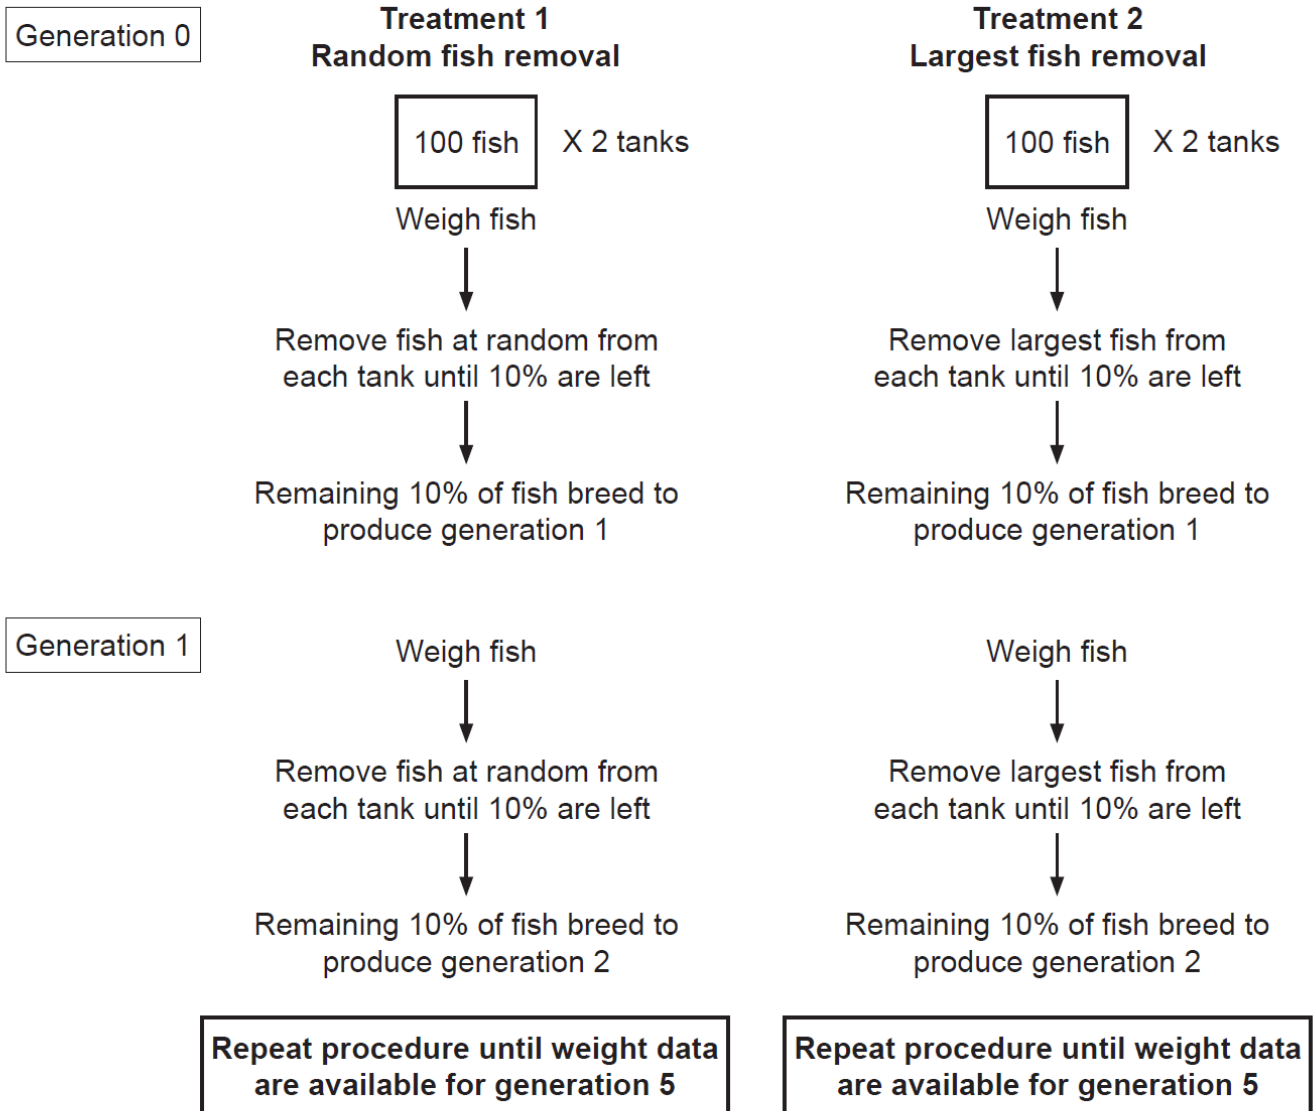 Generation 0
Treatment 1
Random fish removal
100 fish
X 2 tanks
Weigh fish
Remove fish at random from
each tank until 10% are left
Remaining 10% of fish breed to
produce generation 1
Treatment 2
Largest fish removal
100 fish
X 2 tanks
Weigh fish
Remove largest fish from
each tank until 10% are left
Remaining 10% of fish breed to
produce generation 1
Generation 1
Weigh fish
Remove fish at random from
each tank until 10% are left
Remaining 10% of fish breed to
produce generation 2
Repeat procedure until weight data
are available for generation 5
Weigh fish
Remove largest fish from
each tank until 10% are left
Remaining 10% of fish breed to
produce generation 2
Repeat procedure until weight data
are available for generation 5